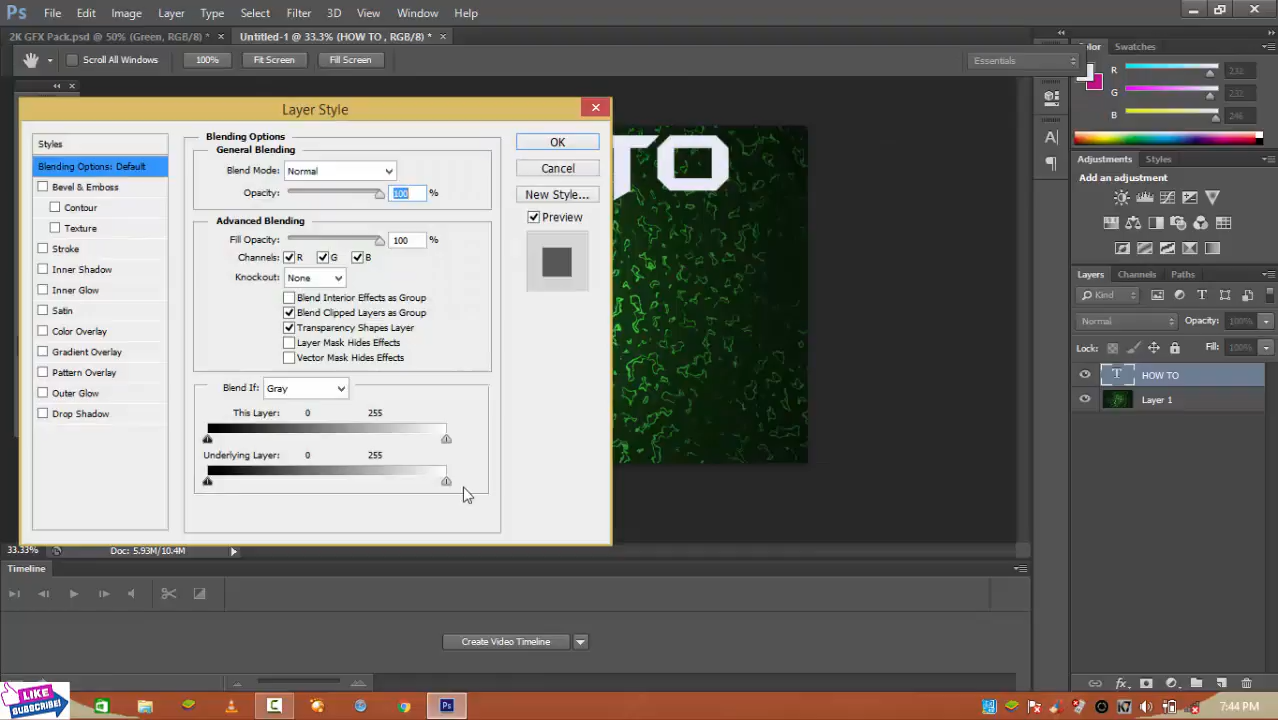 Ps File Edit Image Layer Type Select Filter 3D View Window Help
2K GFX Pack.psd @ 50% (Green, RGB/8) * × Untitled-1 @ 33.3% (HOW TO , RGB/8) * ×
Scroll All Windows 100% Fit Screen Fill Screen Essentials
Color Swatches
R 232
G 232
B 246
Layer Style
Styles
Blending Options: Default
Bevel & Emboss
Contour
Texture
Stroke
Inner Shadow
Inner Glow
Satin
Color Overlay
Gradient Overlay
Pattern Overlay
Outer Glow
Drop Shadow
Blending Options
General Blending
Blend Mode: Normal
Opacity: 100 %
Advanced Blending
Fill Opacity: 100 %
Channels: R G B
Knockout: None
Blend Interior Effects as Group
Blend Clipped Layers as Group
Transparency Shapes Layer
Layer Mask Hides Effects
Vector Mask Hides Effects
Blend If: Gray
This Layer: 0 255
Underlying Layer: 0 255
OK
Cancel
New Style...
Preview
TO
Adjustments Styles
Add an adjustment
Layers Channels Paths
Kind
Normal Opacity: 100%
Lock: Fill: 100%
T HOW TO
Layer 1
33.33% Doc: 5.93M/10.4M
Timeline
Create Video Timeline
LIKE
SUBSCRIBE!
Ps
7:44 PM